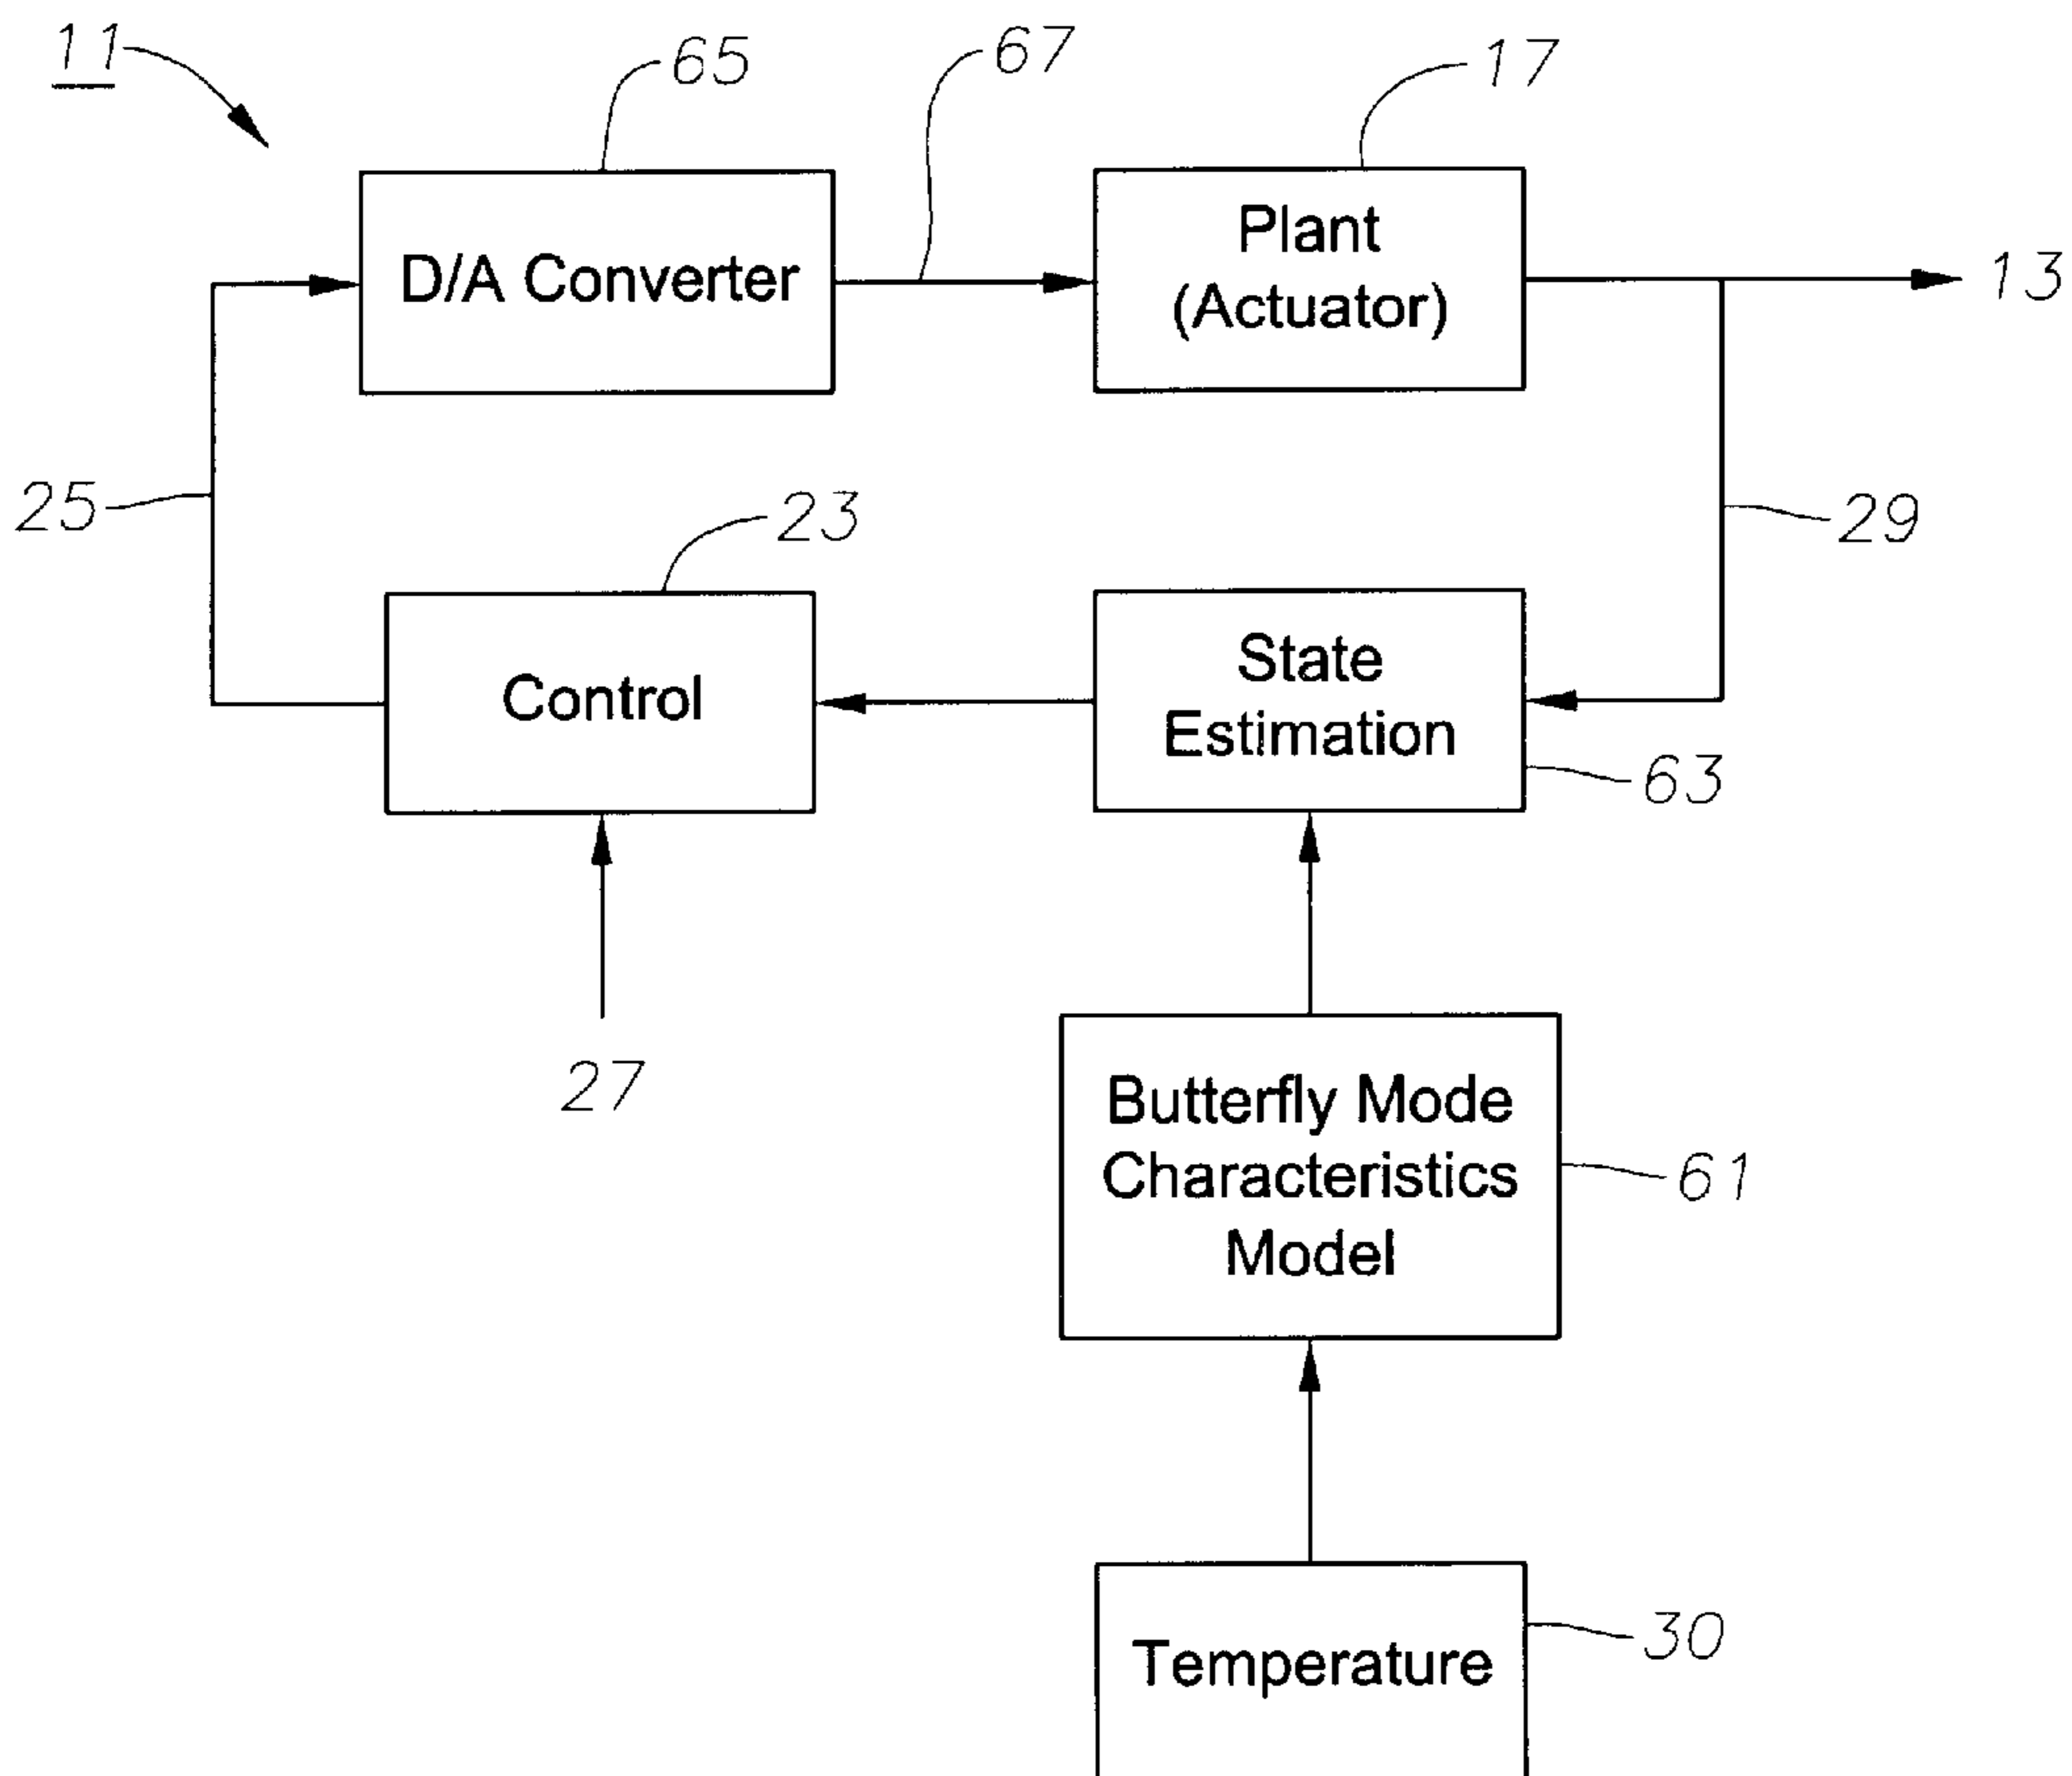 11
65
67
17
D/A Converter
Plant
(Actuator)
13
25
23
29
Control
State
Estimation
63
27
Butterfly Mode
Characteristics
Model
61
Temperature
30